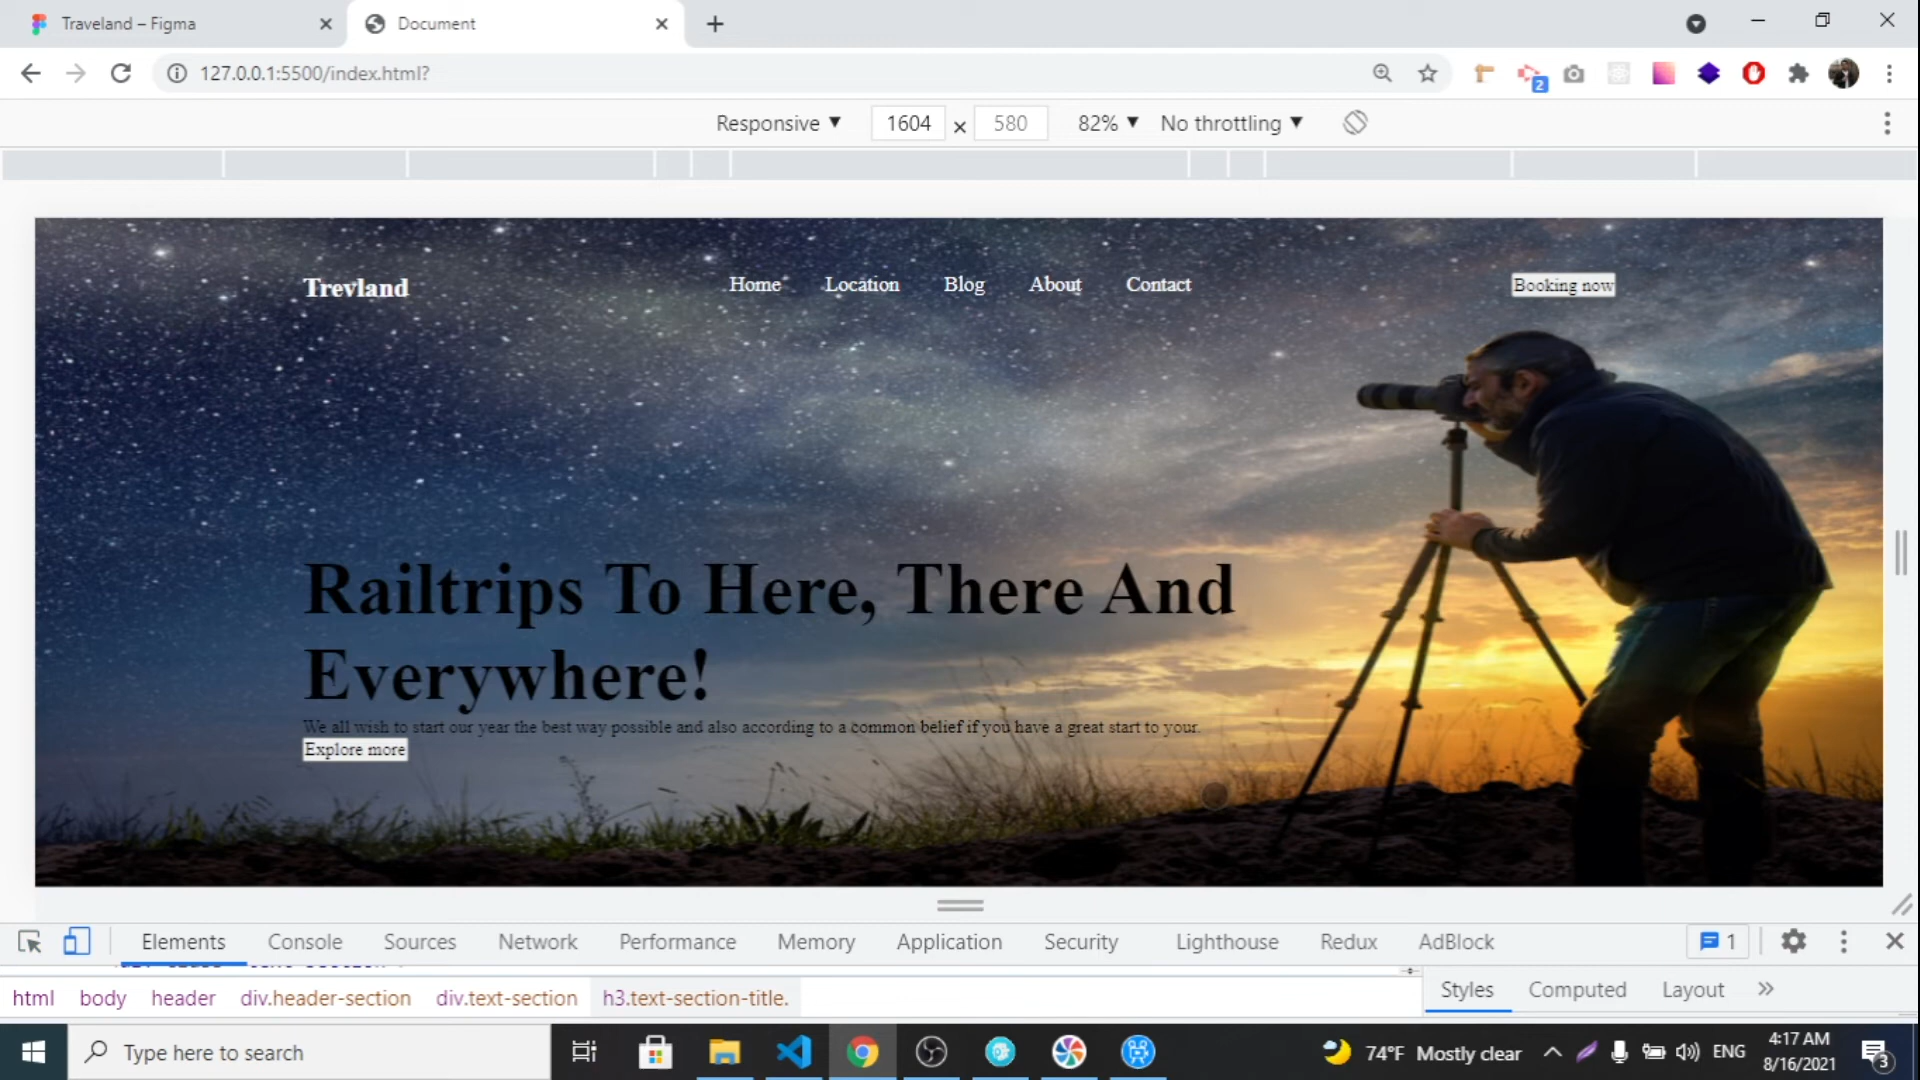 Traveland – Figma
Document
127.0.0.1:5500/index.html?
2
Responsive
1604
580
82%
No throttling
Trevland
Home
Location
Blog
About
Contact
Booking now
Railtrips To Here, There And
Everywhere!
We all wish to start our year the best way possible and also according to a common belief if you have a great start to your.
Explore more
Elements
Console
Sources
Network
Performance
Memory
Application
Security
Lighthouse
Redux
AdBlock
1
html
body
header
div.header-section
div.text-section
h3.text-section-title.
Styles
Computed
Layout
Type here to search
74°F Mostly clear
ENG
4:17 AM
8/16/2021
3